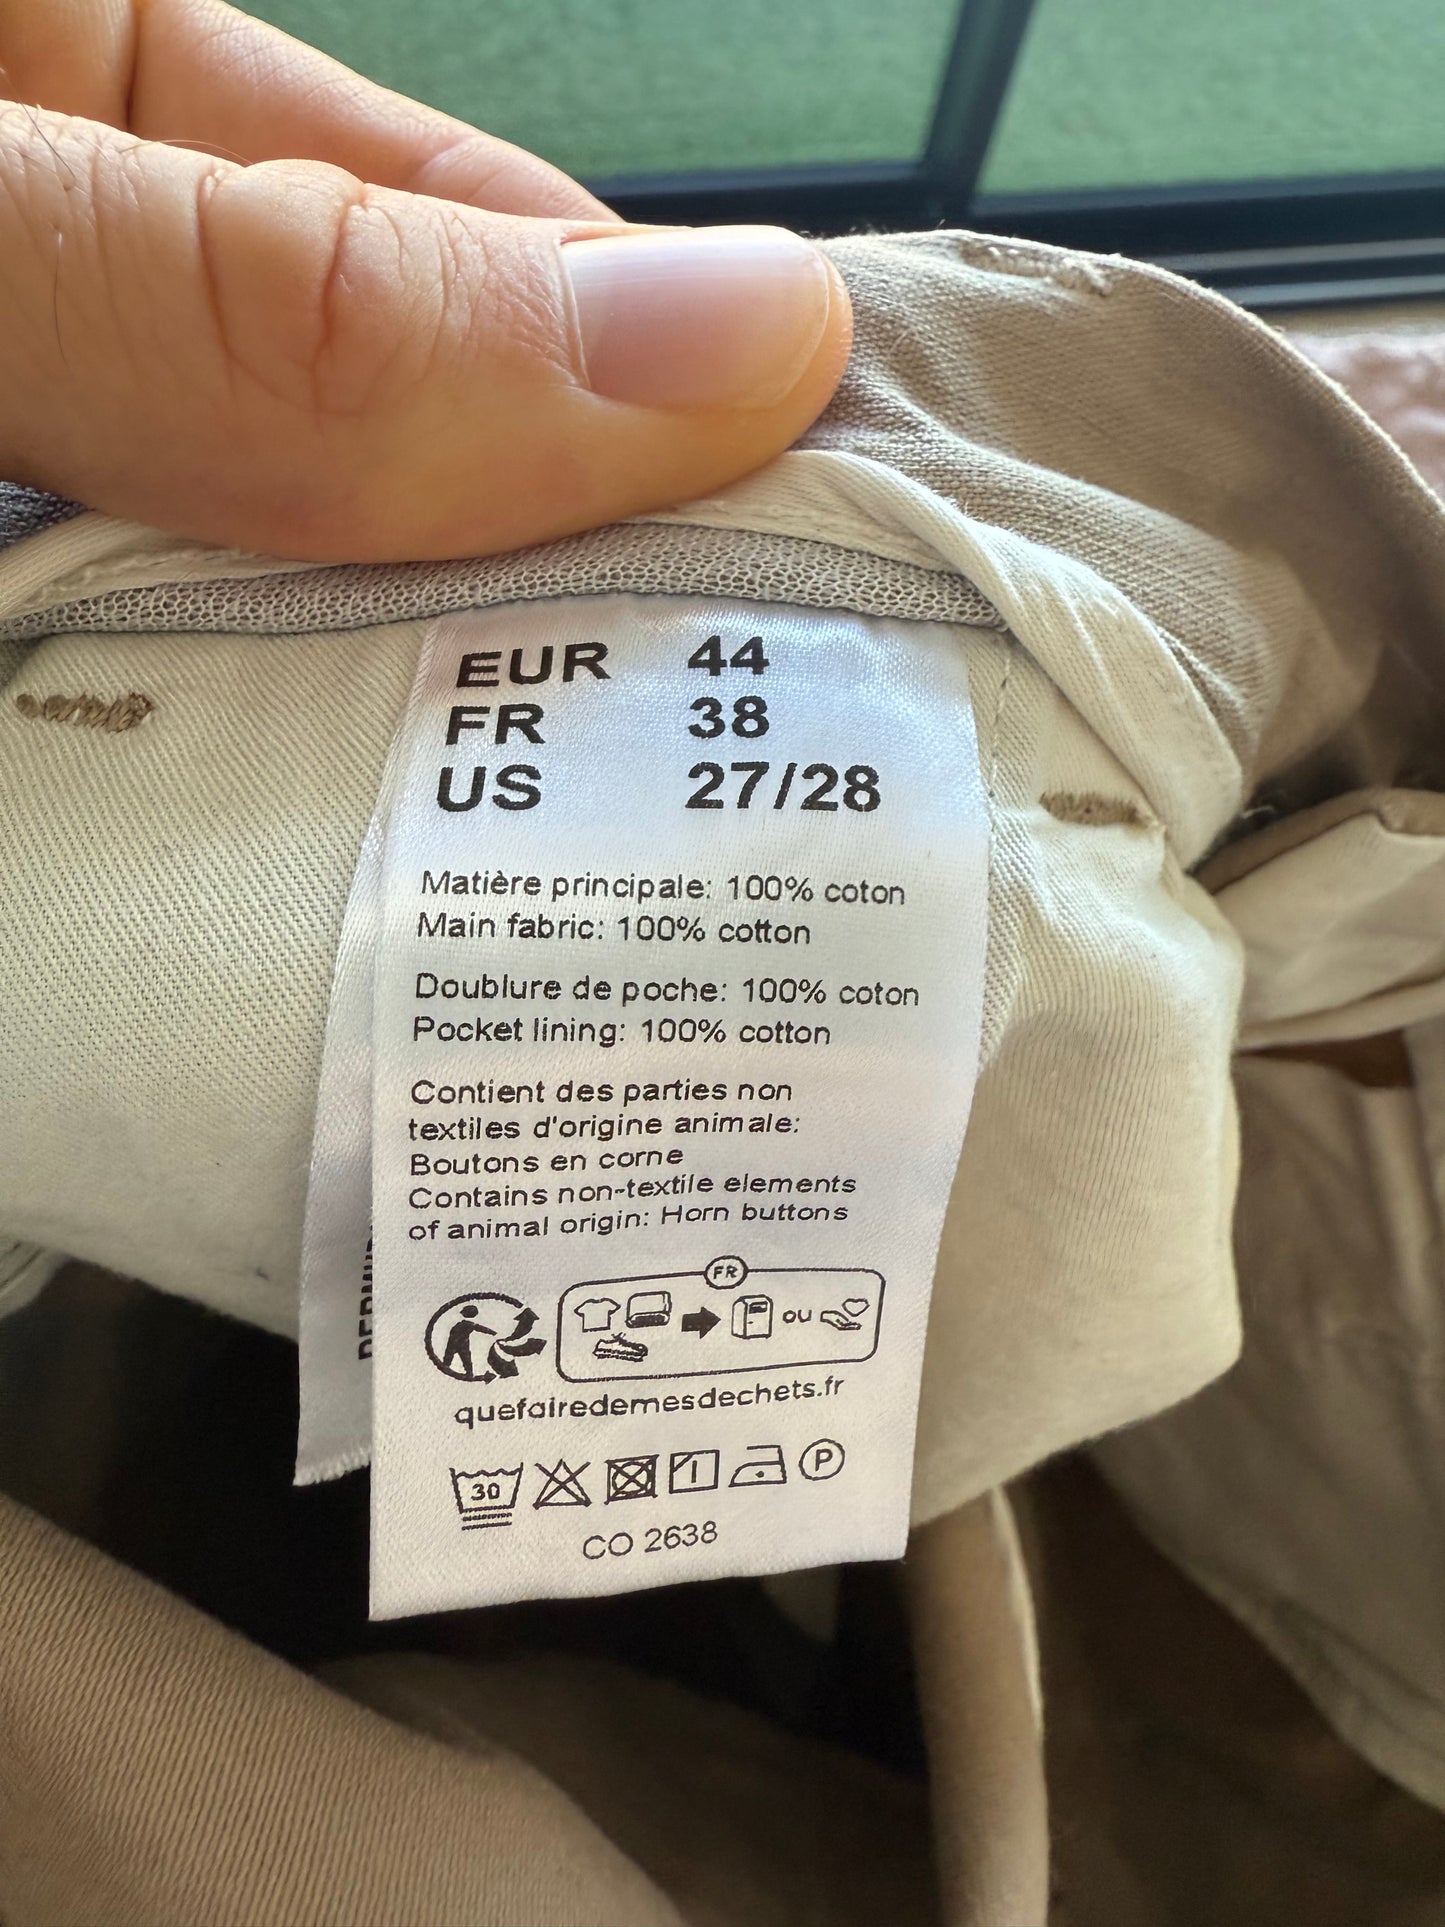 EUR 44
FR 38
US 27/28
Matière principale: 100% coton
Main fabric: 100% cotton
Doublure de poche: 100% coton
Pocket lining: 100% cotton
Contient des parties non
textiles d'origine animale:
Boutons en corne
Contains non-textile elements
of animal origin: Horn buttons
FR
OU
quefairedemesdechets.fr
30
P
CO 2638